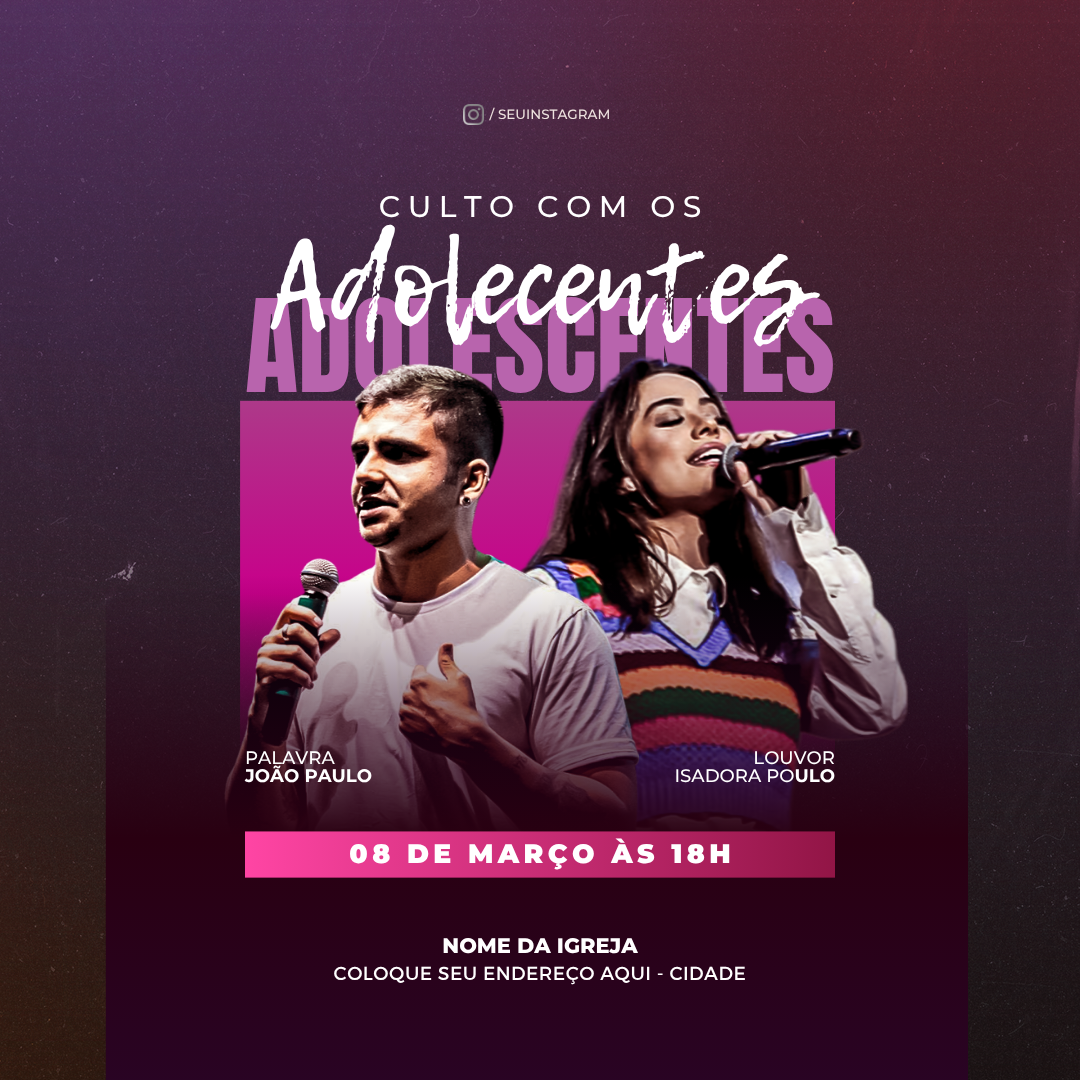 / SEUINSTAGRAM
CULTO COM OS
Adolecentes
ADOLESCENTES
PALAVRA
JOÃO PAULO
LOUVOR
ISADORA POULO
08 DE MARÇO ÀS 18H
NOME DA IGREJA
COLOQUE SEU ENDEREÇO AQUI - CIDADE